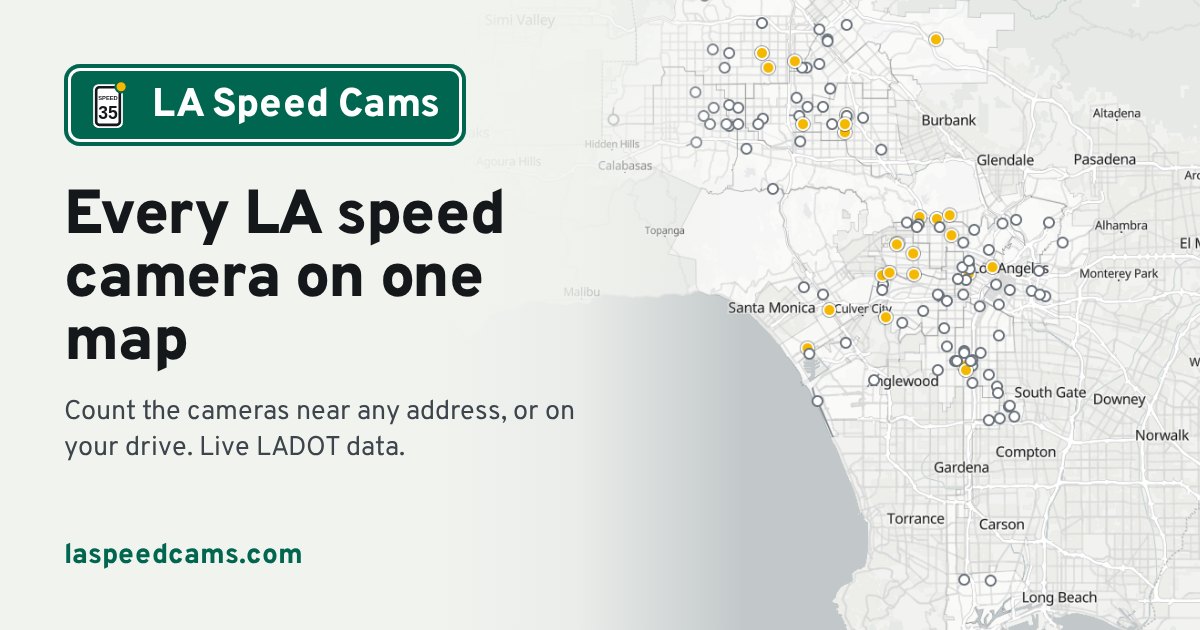 SPEED
35
LA Speed Cams
Every LA speed
camera on one
map
Count the cameras near any address, or on
your drive. Live LADOT data.
laspeedcams.com
Simi Valley
Hidden Hills
Agoura Hills
Calabasas
Topanga
Malibu
Burbank
Altadena
Glendale
Pasadena
Alhambra
Los Angeles
Monterey Park
Santa Monica
Culver City
Inglewood
South Gate
Downey
Norwalk
Compton
Gardena
Torrance
Carson
Long Beach